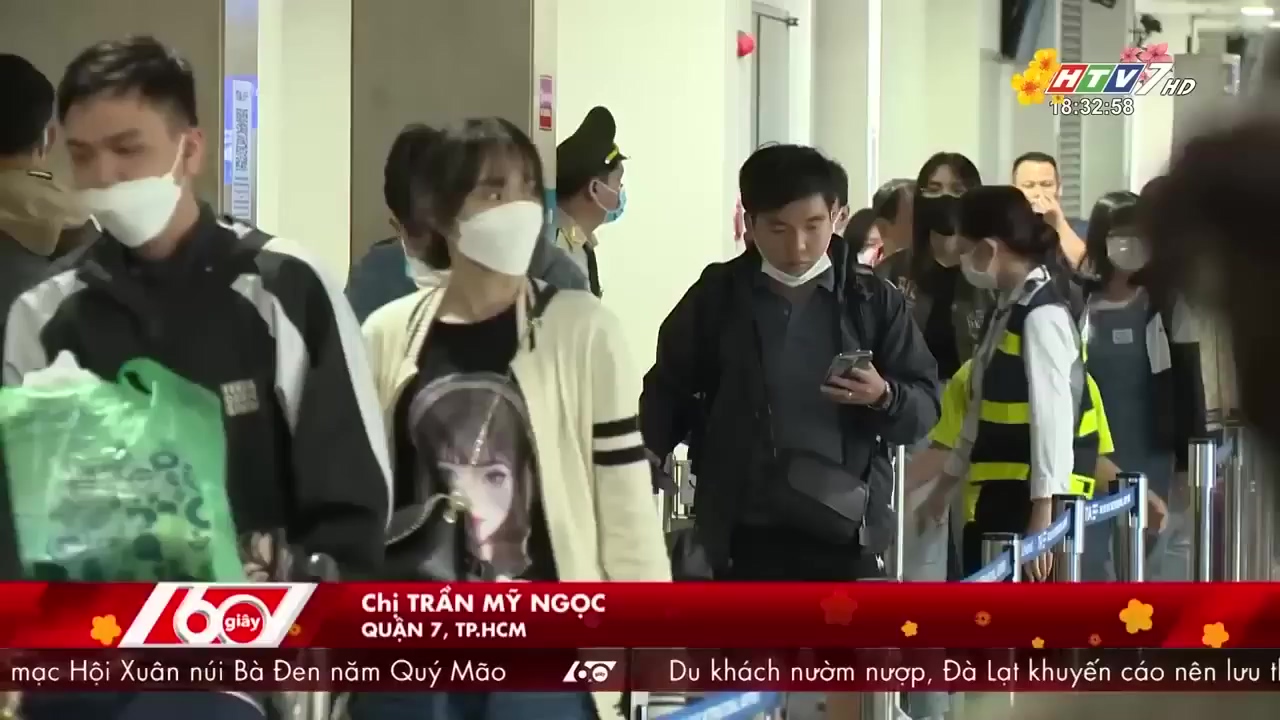 HTV7 HD
18:32:58
60 giây
Chị TRẦN MỸ NGỌC
QUẬN 7, TP.HCM
mạc Hội Xuân núi Bà Đen năm Quý Mão
60
Du khách nườm nượp, Đà Lạt khuyến cáo nên lưu t